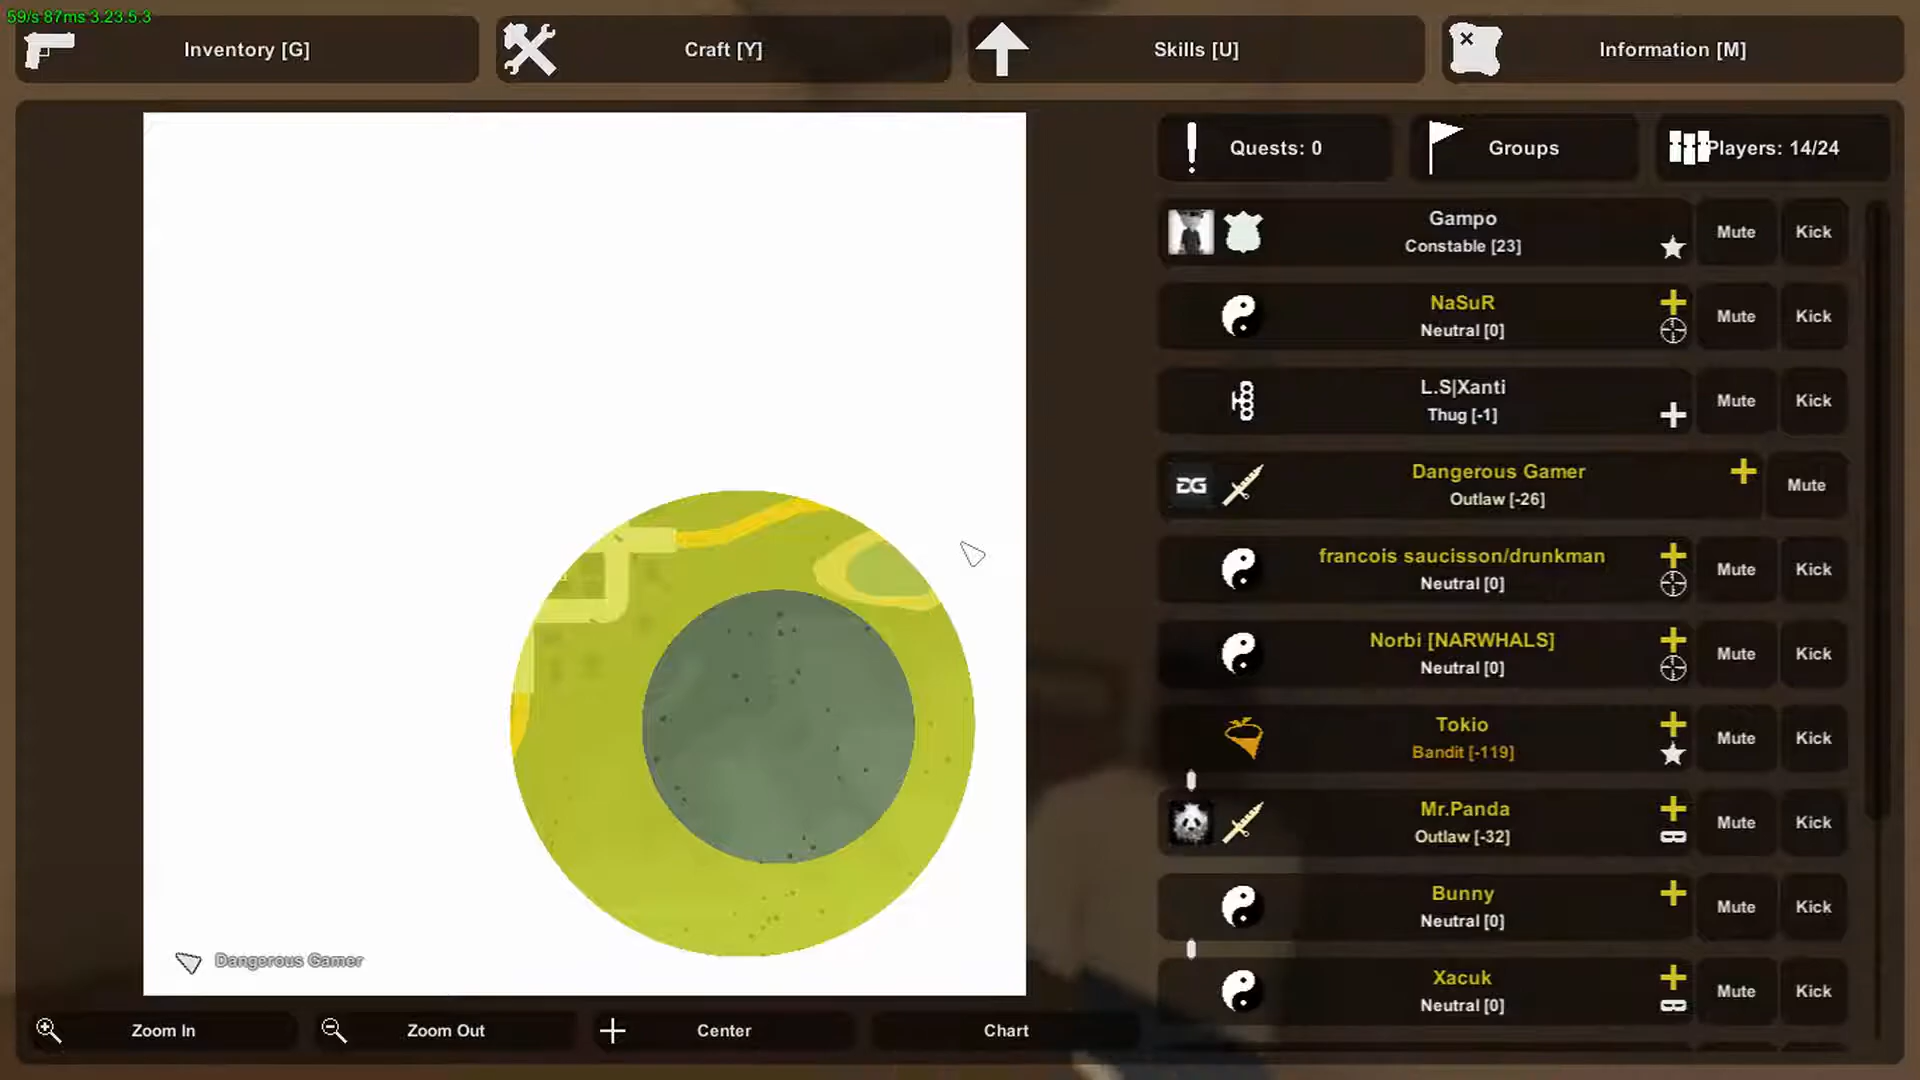 59/s 87ms 3.23.5.3
Inventory [G]
Craft [Y]
Skills [U]
Information [M]
Quests: 0
Groups
Players: 14/24
Gampo
Constable [23]
Mute
Kick
NaSuR
Neutral [0]
Mute
Kick
L.S|Xanti
Thug [-1]
Mute
Kick
DG
Dangerous Gamer
Outlaw [-26]
Mute
francois saucisson/drunkman
Neutral [0]
Mute
Kick
Norbi [NARWHALS]
Neutral [0]
Mute
Kick
Tokio
Bandit [-119]
Mute
Kick
Mr.Panda
Outlaw [-32]
Mute
Kick
Bunny
Neutral [0]
Mute
Kick
Xacuk
Neutral [0]
Mute
Kick
Dangerous Gamer
Zoom In
Zoom Out
Center
Chart